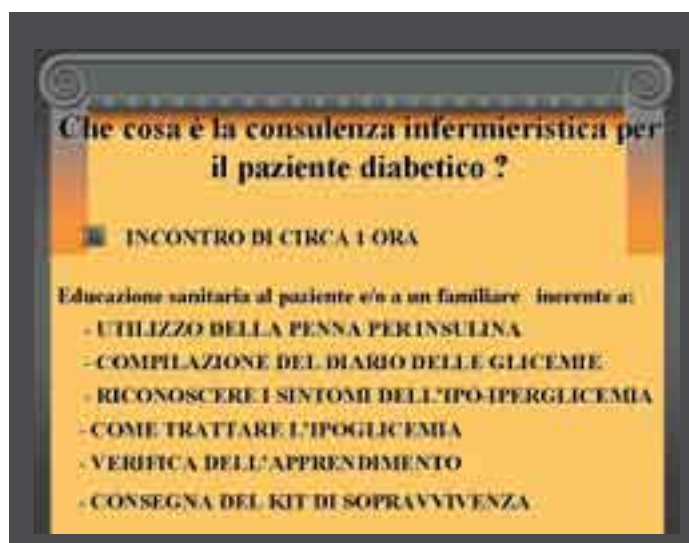 Che cosa è la consulenza infermieristica per
il paziente diabetico ?
INCONTRO DI CIRCA 1 ORA
Educazione sanitaria al paziente e/o a un familiare inerente a:
- UTILIZZO DELLA PENNA PER INSULINA
- COMPILAZIONE DEL DIARIO DELLE GLICEMIE
- RICONOSCERE I SINTOMI DELL'IPO-IPERGLICEMIA
- COME TRATTARE L'IPOGLICEMIA
- VERIFICA DELL'APPRENDIMENTO
- CONSEGNA DEL KIT DI SOPRAVVIVENZA